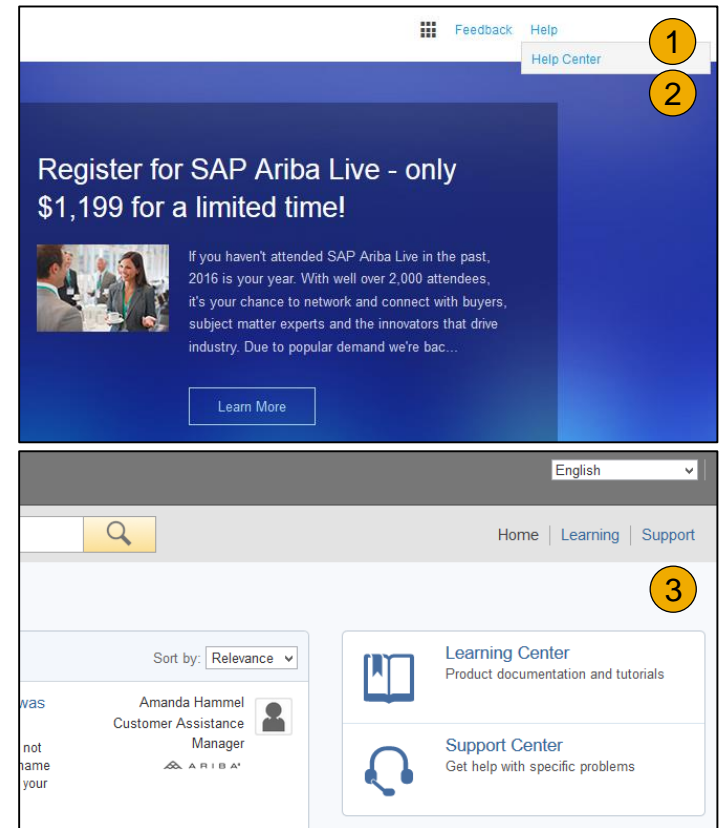 Feedback Help
1
Help Center
2
Register for SAP Ariba Live - only
$1,199 for a limited time!
If you haven't attended SAP Ariba Live in the past,
2016 is your year. With well over 2,000 attendees,
it's your chance to network and connect with buyers,
subject matter experts and the innovators that drive
industry. Due to popular demand we're bac...
Learn More
English
Home | Learning | Support
3
Sort by: Relevance
was
not
name
your
Amanda Hammel
Customer Assistance
Manager
ARIBA
Learning Center
Product documentation and tutorials
Support Center
Get help with specific problems